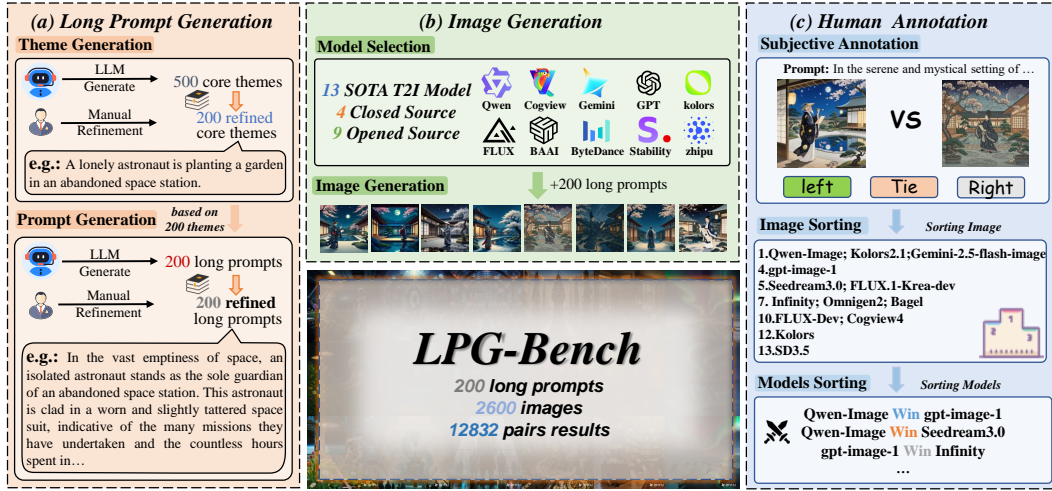 (a) Long Prompt Generation
Theme Generation
LLM
Generate
500 core themes
Manual
Refinement
200 refined
core themes
e.g.: A lonely astronaut is planting a garden
in an abandoned space station.
Prompt Generation
based on
200 themes
LLM
Generate
200 long prompts
Manual
Refinement
200 refined
long prompts
e.g.: In the vast emptiness of space, an
isolated astronaut stands as the sole guardian
of an abandoned space station. This astronaut
is clad in a worn and slightly tattered space
suit, indicative of the many missions they
have undertaken and the countless hours
spent in…
(b) Image Generation
Model Selection
13 SOTA T2I Model
4 Closed Source
9 Opened Source
Qwen
Cogview
Gemini
GPT
kolors
FLUX
BAAI
ByteDance
Stability
zhipu
Image Generation
+200 long prompts
LPG-Bench
200 long prompts
2600 images
12832 pairs results
(c) Human Annotation
Subjective Annotation
Prompt: In the serene and mystical setting of …
VS
left
Tie
Right
Image Sorting
Sorting Image
1.Qwen-Image; Kolors2.1;Gemini-2.5-flash-image
4.gpt-image-1
5.Seedream3.0; FLUX.1-Krea-dev
7. Infinity; Omnigen2; Bagel
10.FLUX-Dev; Cogview4
12.Kolors
13.SD3.5
1
2
3
Models Sorting
Sorting Models
Qwen-Image Win gpt-image-1
Qwen-Image Win Seedream3.0
gpt-image-1 Win Infinity
…